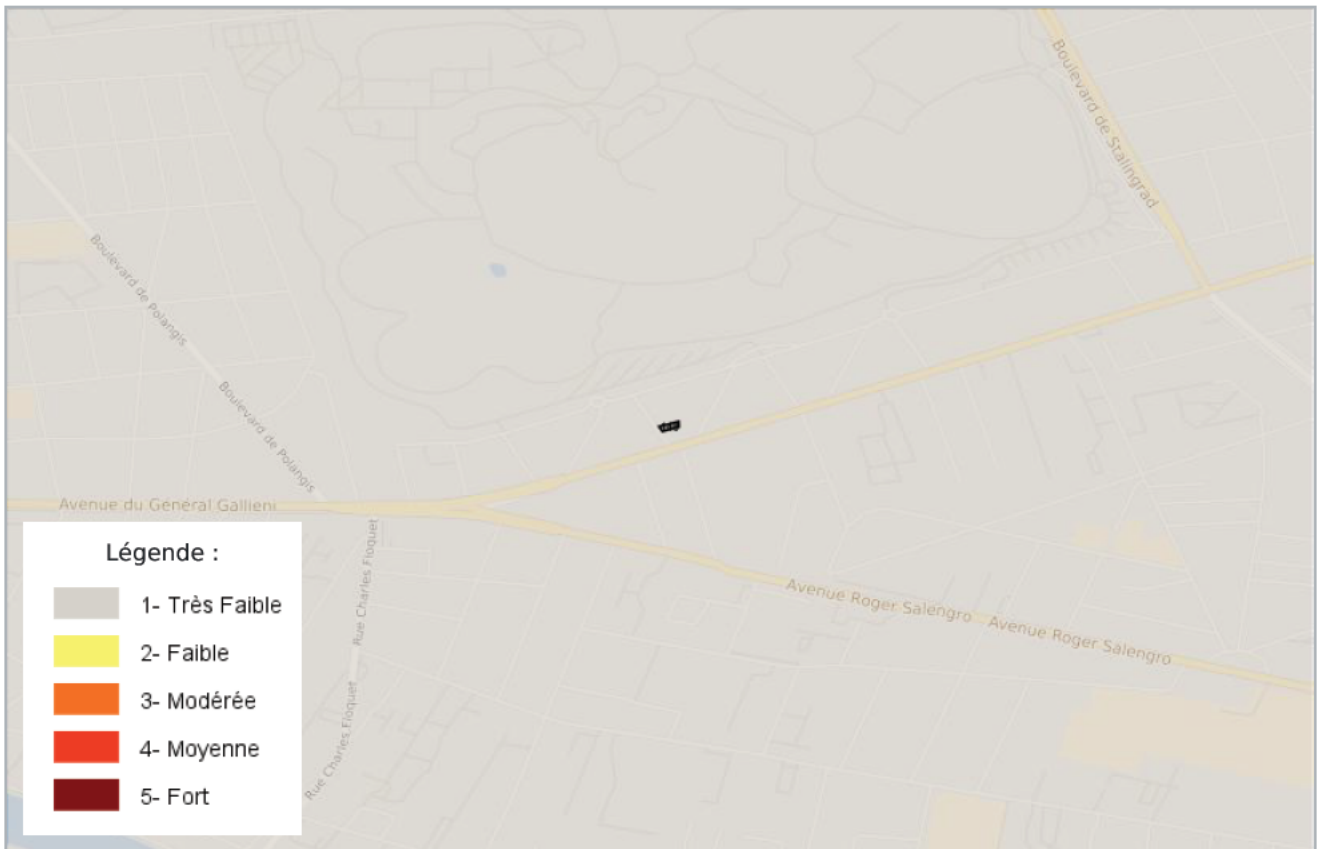 Boulevard de Stalingrad
Boulevard de Polangis
Boulevard de Polangis
Avenue du Général Gallieni
Rue Charles Floquet
Rue Charles Floquet
Avenue Roger Salengro - Avenue Roger Salengro
Légende :
1- Très Faible
2- Faible
3- Modérée
4- Moyenne
5- Fort